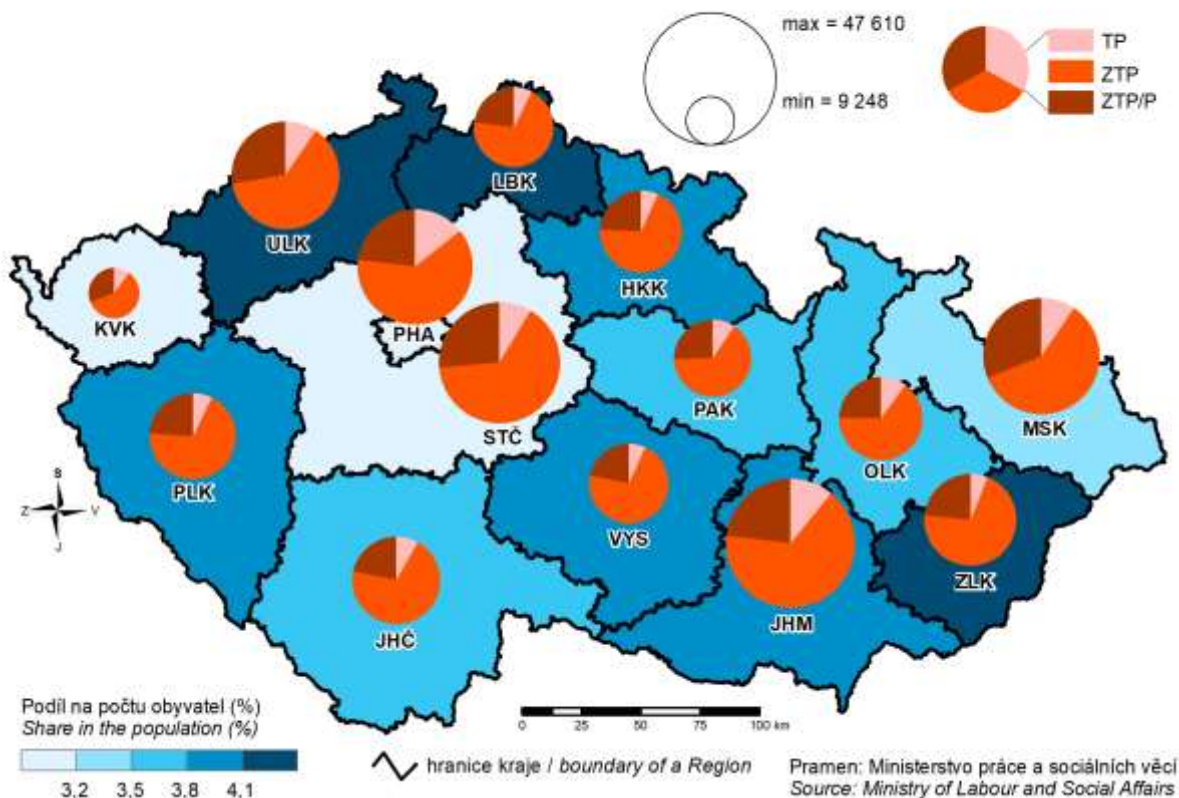 max = 47 610
min = 9 248
TP
ZTP
ZTP/P
LBK
ULK
HKK
KVK
PHA
PAK
MSK
STČ
OLK
PLK
S
Z V
J
VYS
ZLK
JHČ
JHM
Podíl na počtu obyvatel (%)
Share in the population (%)
3,2 3,5 3,8 4,1
0 25 50 75 100 km
hranice kraje / boundary of a Region
Pramen: Ministerstvo práce a sociálních věcí
Source: Ministry of Labour and Social Affairs